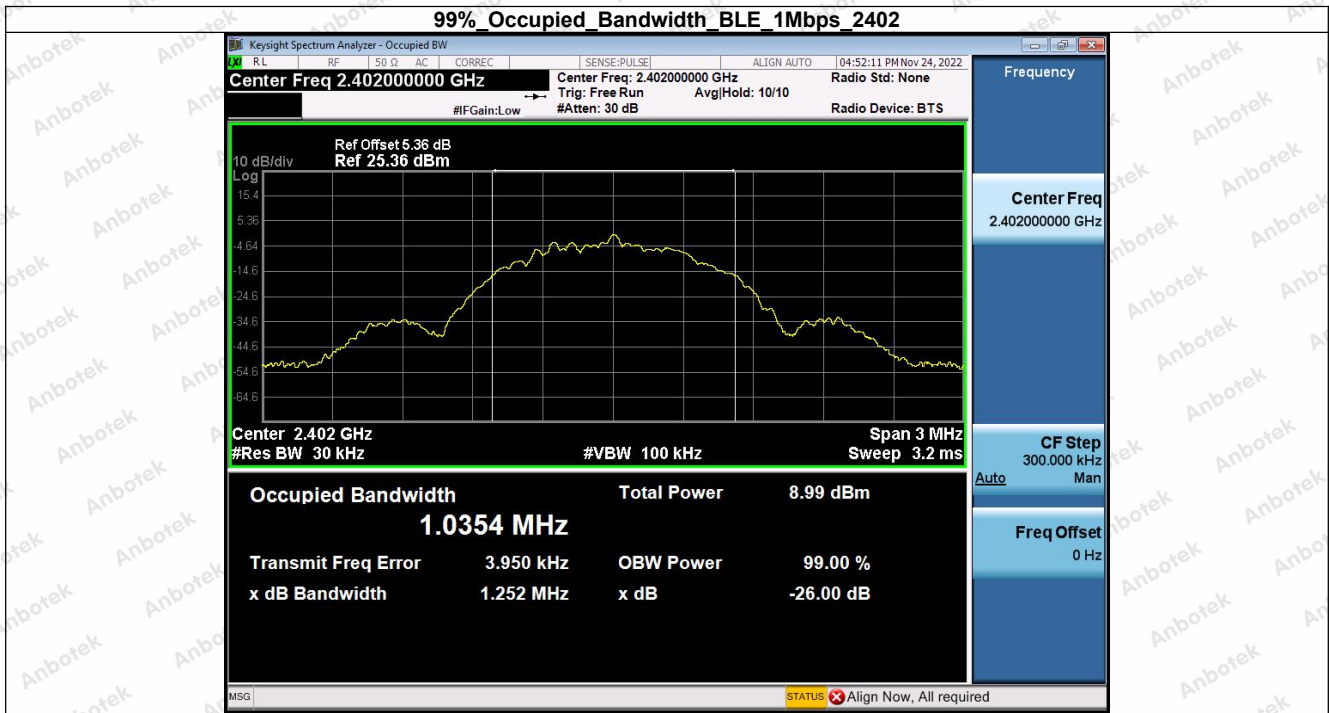 99%_Occupied_Bandwidth_BLE_1Mbps_2402
Keysight Spectrum Analyzer - Occupied BW
LXI RL RF 50 Ω AC CORREC SENSE:PULSE ALIGN AUTO 04:52:11 PM Nov 24, 2022
Center Freq 2.402000000 GHz
Center Freq: 2.402000000 GHz
Radio Std: None
Trig: Free Run Avg|Hold: 10/10
#IFGain:Low
#Atten: 30 dB
Radio Device: BTS
Frequency
Ref Offset 5.36 dB
10 dB/div Ref 25.36 dBm
Log
15.4
5.36
-4.64
-14.6
-24.6
-34.6
-44.6
-54.6
-64.6
Center 2.402 GHz Span 3 MHz
#Res BW 30 kHz #VBW 100 kHz Sweep 3.2 ms
Center Freq
2.402000000 GHz
CF Step
300.000 kHz
Auto Man
Freq Offset
0 Hz
Occupied Bandwidth Total Power 8.99 dBm
1.0354 MHz
Transmit Freq Error 3.950 kHz OBW Power 99.00 %
x dB Bandwidth 1.252 MHz x dB -26.00 dB
MSG STATUS Align Now, All required
Anbotek